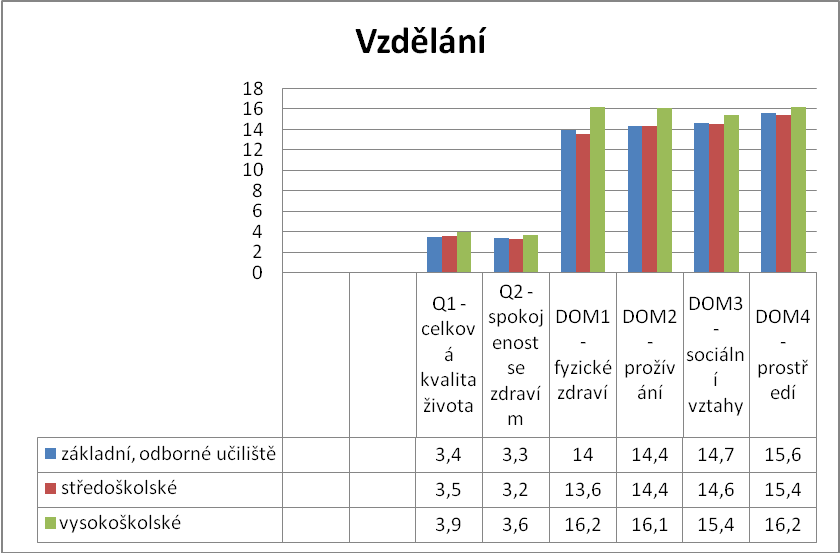 Vzdělání
18
16
14
12
10
8
6
4
2
0
Q1 -
celkov
á
kvalita
života
Q2 -
spokoj
enost
se
zdraví
m
DOM1
-
fyzické
zdraví
DOM2
-
prožív
ání
DOM3
-
sociáln
í
vztahy
DOM4
-
prostř
edí
základní, odborné učiliště 3,4 3,3 14 14,4 14,7 15,6
středoškolské 3,5 3,2 13,6 14,4 14,6 15,4
vysokoškolské 3,9 3,6 16,2 16,1 15,4 16,2